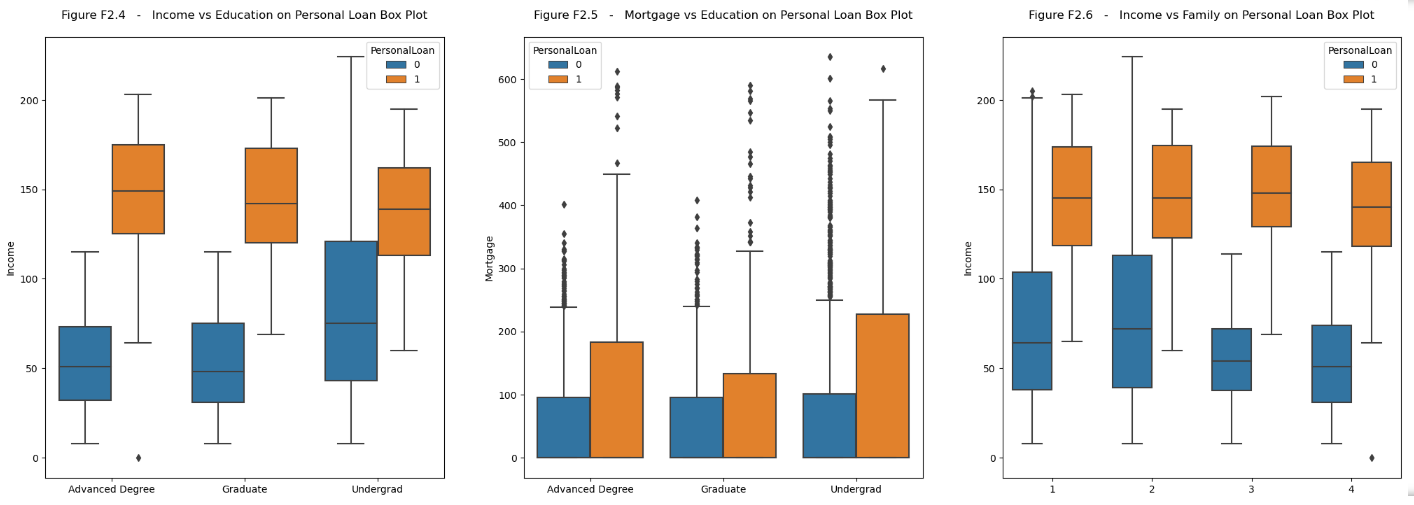 Figure F2.4 - Income vs Education on Personal Loan Box Plot
PersonalLoan
0
1
200
150
100
50
0
Income
Advanced Degree
Graduate
Undergrad
Figure F2.5 - Mortgage vs Education on Personal Loan Box Plot
PersonalLoan
0
1
600
500
400
300
200
100
0
Mortgage
Advanced Degree
Graduate
Undergrad
Figure F2.6 - Income vs Family on Personal Loan Box Plot
PersonalLoan
0
1
200
150
100
50
0
Income
1
2
3
4